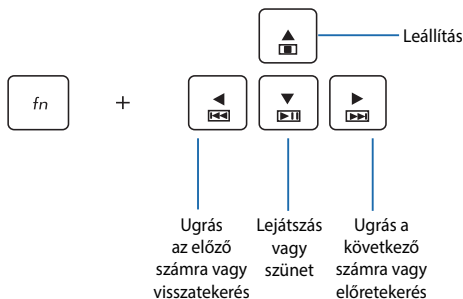 Leállítás
fn +
Ugrás
az előző
számra vagy
visszatekerés
Lejátszás
vagy
szünet
Ugrás a
következő
számra vagy
előretekerés